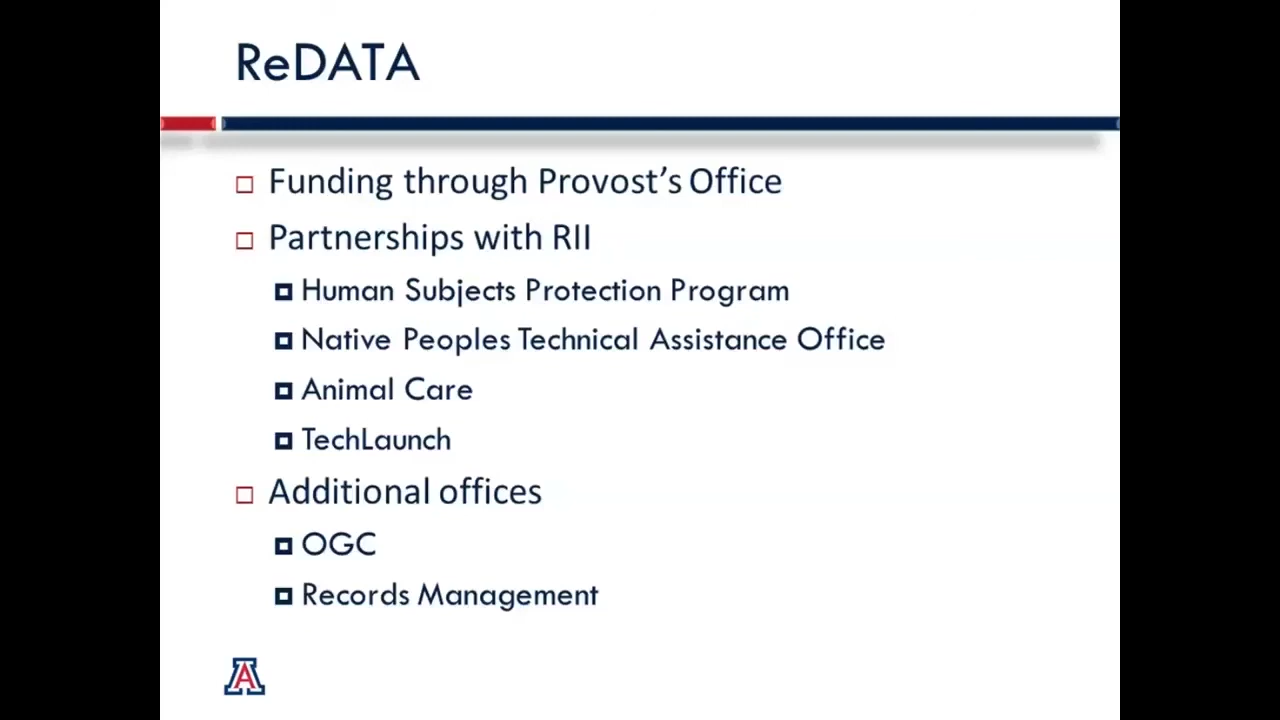 ReDATA
Funding through Provost's Office
Partnerships with RII
Human Subjects Protection Program
Native Peoples Technical Assistance Office
Animal Care
TechLaunch
Additional offices
OGC
Records Management
A